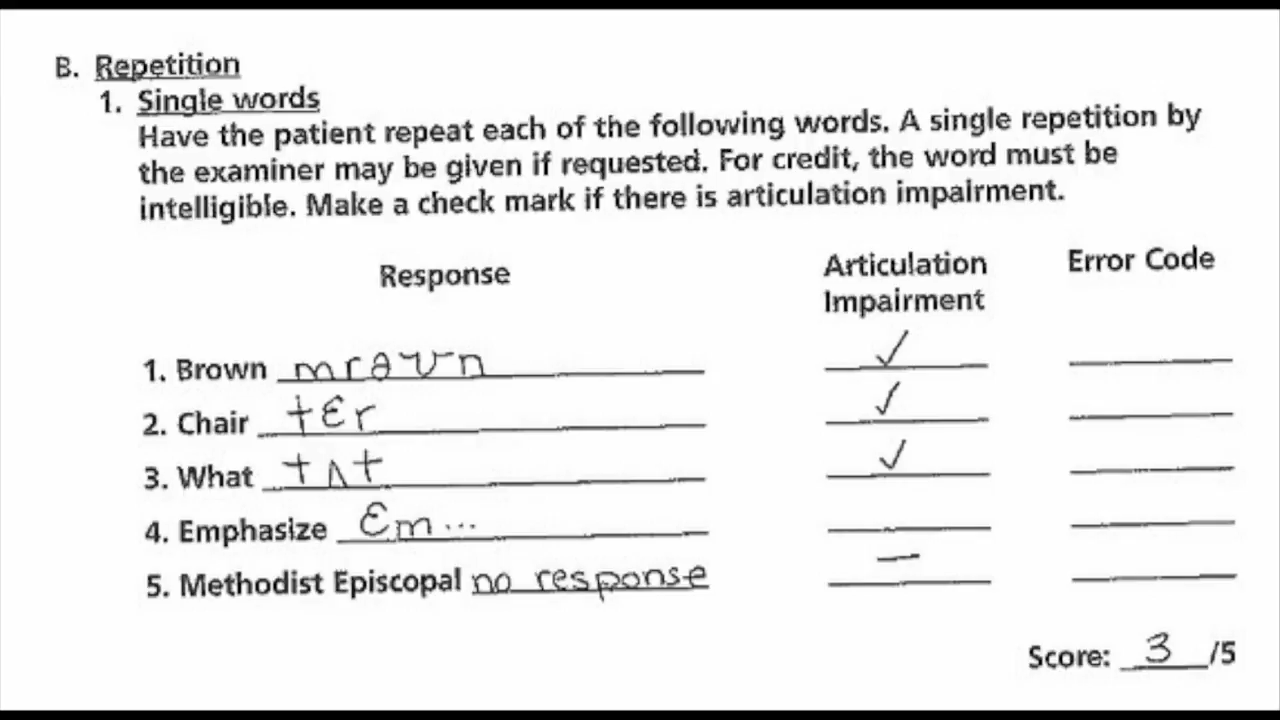 B. Repetition
1. Single words
Have the patient repeat each of the following words. A single repetition by
the examiner may be given if requested. For credit, the word must be
intelligible. Make a check mark if there is articulation impairment.
Response Articulation Impairment Error Code
1. Brown mraʊn ✓
2. Chair tɛr ✓
3. What tʌt ✓
4. Emphasize ɛm...
5. Methodist Episcopal no response —
Score: 3/5